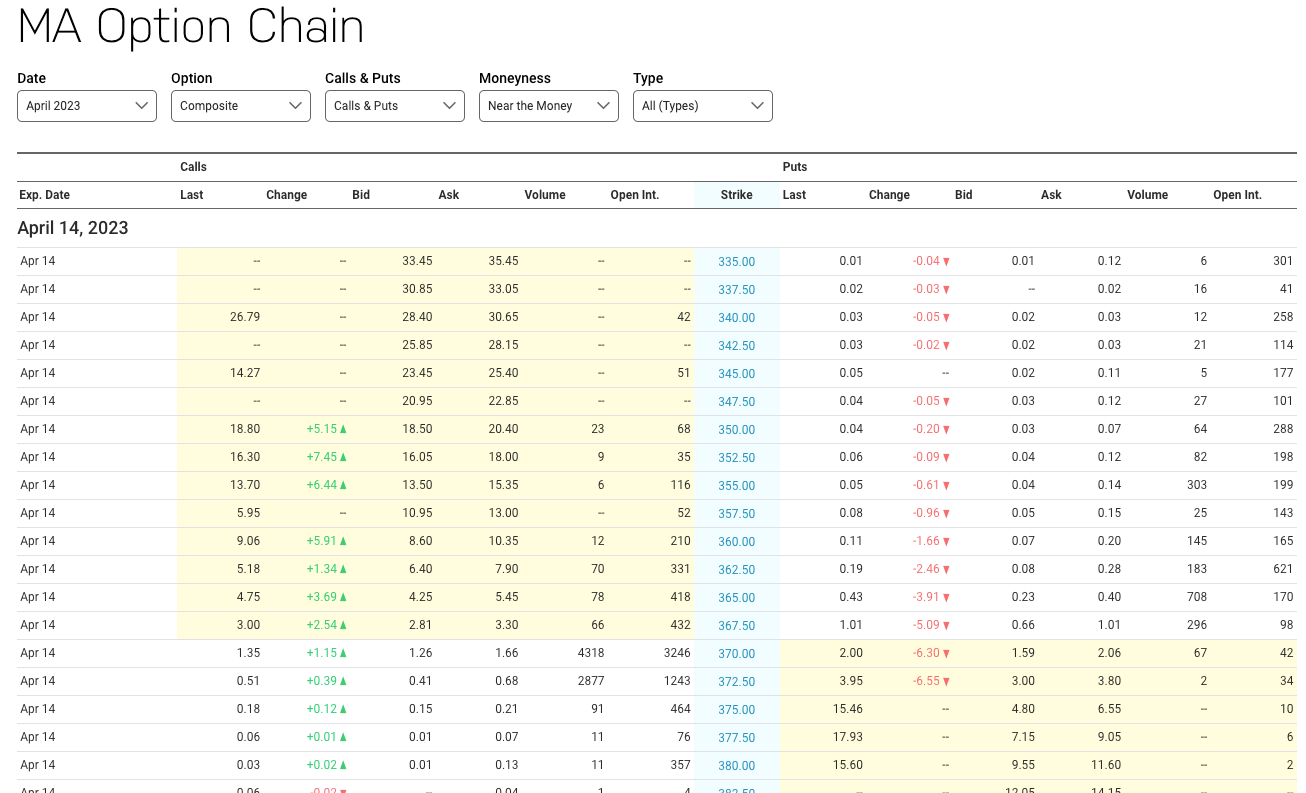 MA Option Chain
Date Option Calls & Puts Moneyness Type
April 2023 Composite Calls & Puts Near the Money All (Types)
Calls Puts
Exp. Date Last Change Bid Ask Volume Open Int. Strike Last Change Bid Ask Volume Open Int.
April 14, 2023
Apr 14 -- -- 33.45 35.45 -- -- 335.00 0.01 -0.04 ▼ 0.01 0.12 6 301
Apr 14 -- -- 30.85 33.05 -- -- 337.50 0.02 -0.03 ▼ -- 0.02 16 41
Apr 14 26.79 -- 28.40 30.65 -- 42 340.00 0.03 -0.05 ▼ 0.02 0.03 12 258
Apr 14 -- -- 25.85 28.15 -- -- 342.50 0.03 -0.02 ▼ 0.02 0.03 21 114
Apr 14 14.27 -- 23.45 25.40 -- 51 345.00 0.05 -- 0.02 0.11 5 177
Apr 14 -- -- 20.95 22.85 -- -- 347.50 0.04 -0.05 ▼ 0.03 0.12 27 101
Apr 14 18.80 +5.15 ▲ 18.50 20.40 23 68 350.00 0.04 -0.20 ▼ 0.03 0.07 64 288
Apr 14 16.30 +7.45 ▲ 16.05 18.00 9 35 352.50 0.06 -0.09 ▼ 0.04 0.12 82 198
Apr 14 13.70 +6.44 ▲ 13.50 15.35 6 116 355.00 0.05 -0.61 ▼ 0.04 0.14 303 199
Apr 14 5.95 -- 10.95 13.00 -- 52 357.50 0.08 -0.96 ▼ 0.05 0.15 25 143
Apr 14 9.06 +5.91 ▲ 8.60 10.35 12 210 360.00 0.11 -1.66 ▼ 0.07 0.20 145 165
Apr 14 5.18 +1.34 ▲ 6.40 7.90 70 331 362.50 0.19 -2.46 ▼ 0.08 0.28 183 621
Apr 14 4.75 +3.69 ▲ 4.25 5.45 78 418 365.00 0.43 -3.91 ▼ 0.23 0.40 708 170
Apr 14 3.00 +2.54 ▲ 2.81 3.30 66 432 367.50 1.01 -5.09 ▼ 0.66 1.01 296 98
Apr 14 1.35 +1.15 ▲ 1.26 1.66 4318 3246 370.00 2.00 -6.30 ▼ 1.59 2.06 67 42
Apr 14 0.51 +0.39 ▲ 0.41 0.68 2877 1243 372.50 3.95 -6.55 ▼ 3.00 3.80 2 34
Apr 14 0.18 +0.12 ▲ 0.15 0.21 91 464 375.00 15.46 -- 4.80 6.55 -- 10
Apr 14 0.06 +0.01 ▲ 0.01 0.07 11 76 377.50 17.93 -- 7.15 9.05 -- 6
Apr 14 0.03 +0.02 ▲ 0.01 0.13 11 357 380.00 15.60 -- 9.55 11.60 -- 2
Apr 14 0.06 -0.02 ▼ -- 0.04 1 4 382.50 -- -- 12.05 14.15 -- --